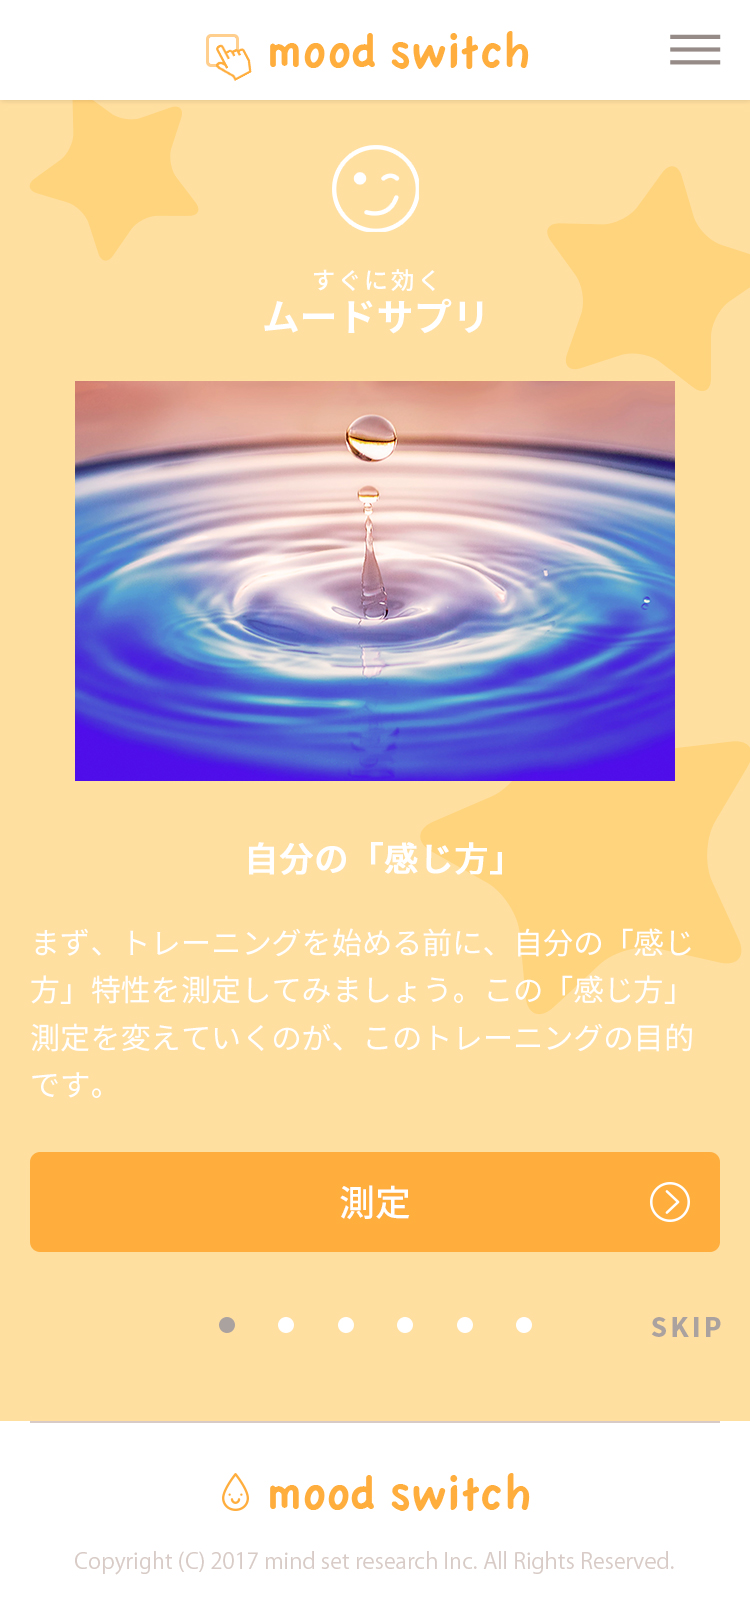 mood switch
すぐに効く
ムードサプリ
自分の「感じ方」
まず、トレーニングを始める前に、自分の「感じ
方」特性を測定してみましょう。この「感じ方」
測定を変えていくのが、このトレーニングの目的
です。
測定
SKIP
mood switch
Copyright (C) 2017 mind set research Inc. All Rights Reserved.